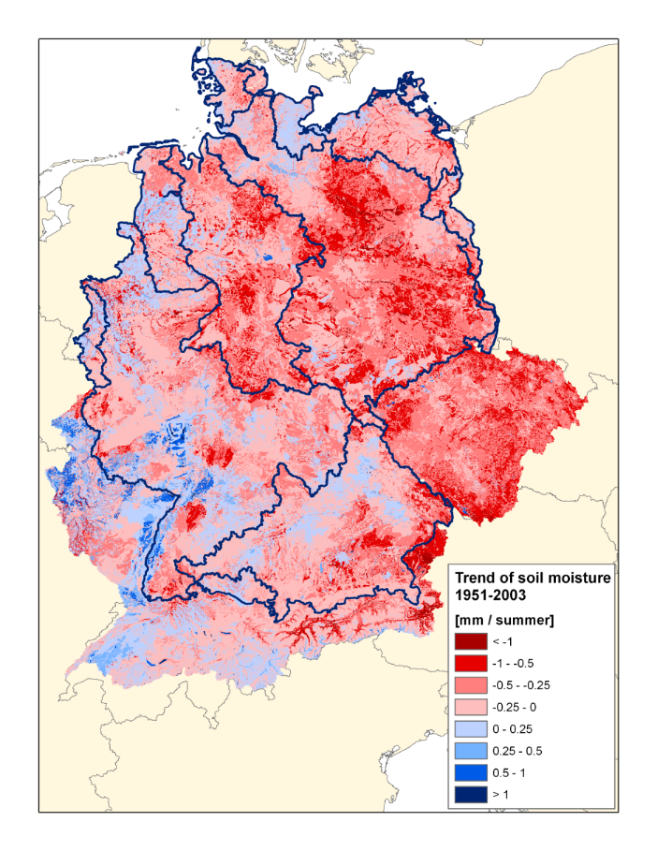 Trend of soil moisture
1951-2003
[mm / summer]
< -1
-1 - -0.5
-0.5 - -0.25
-0.25 - 0
0 - 0.25
0.25 - 0.5
0.5 - 1
> 1